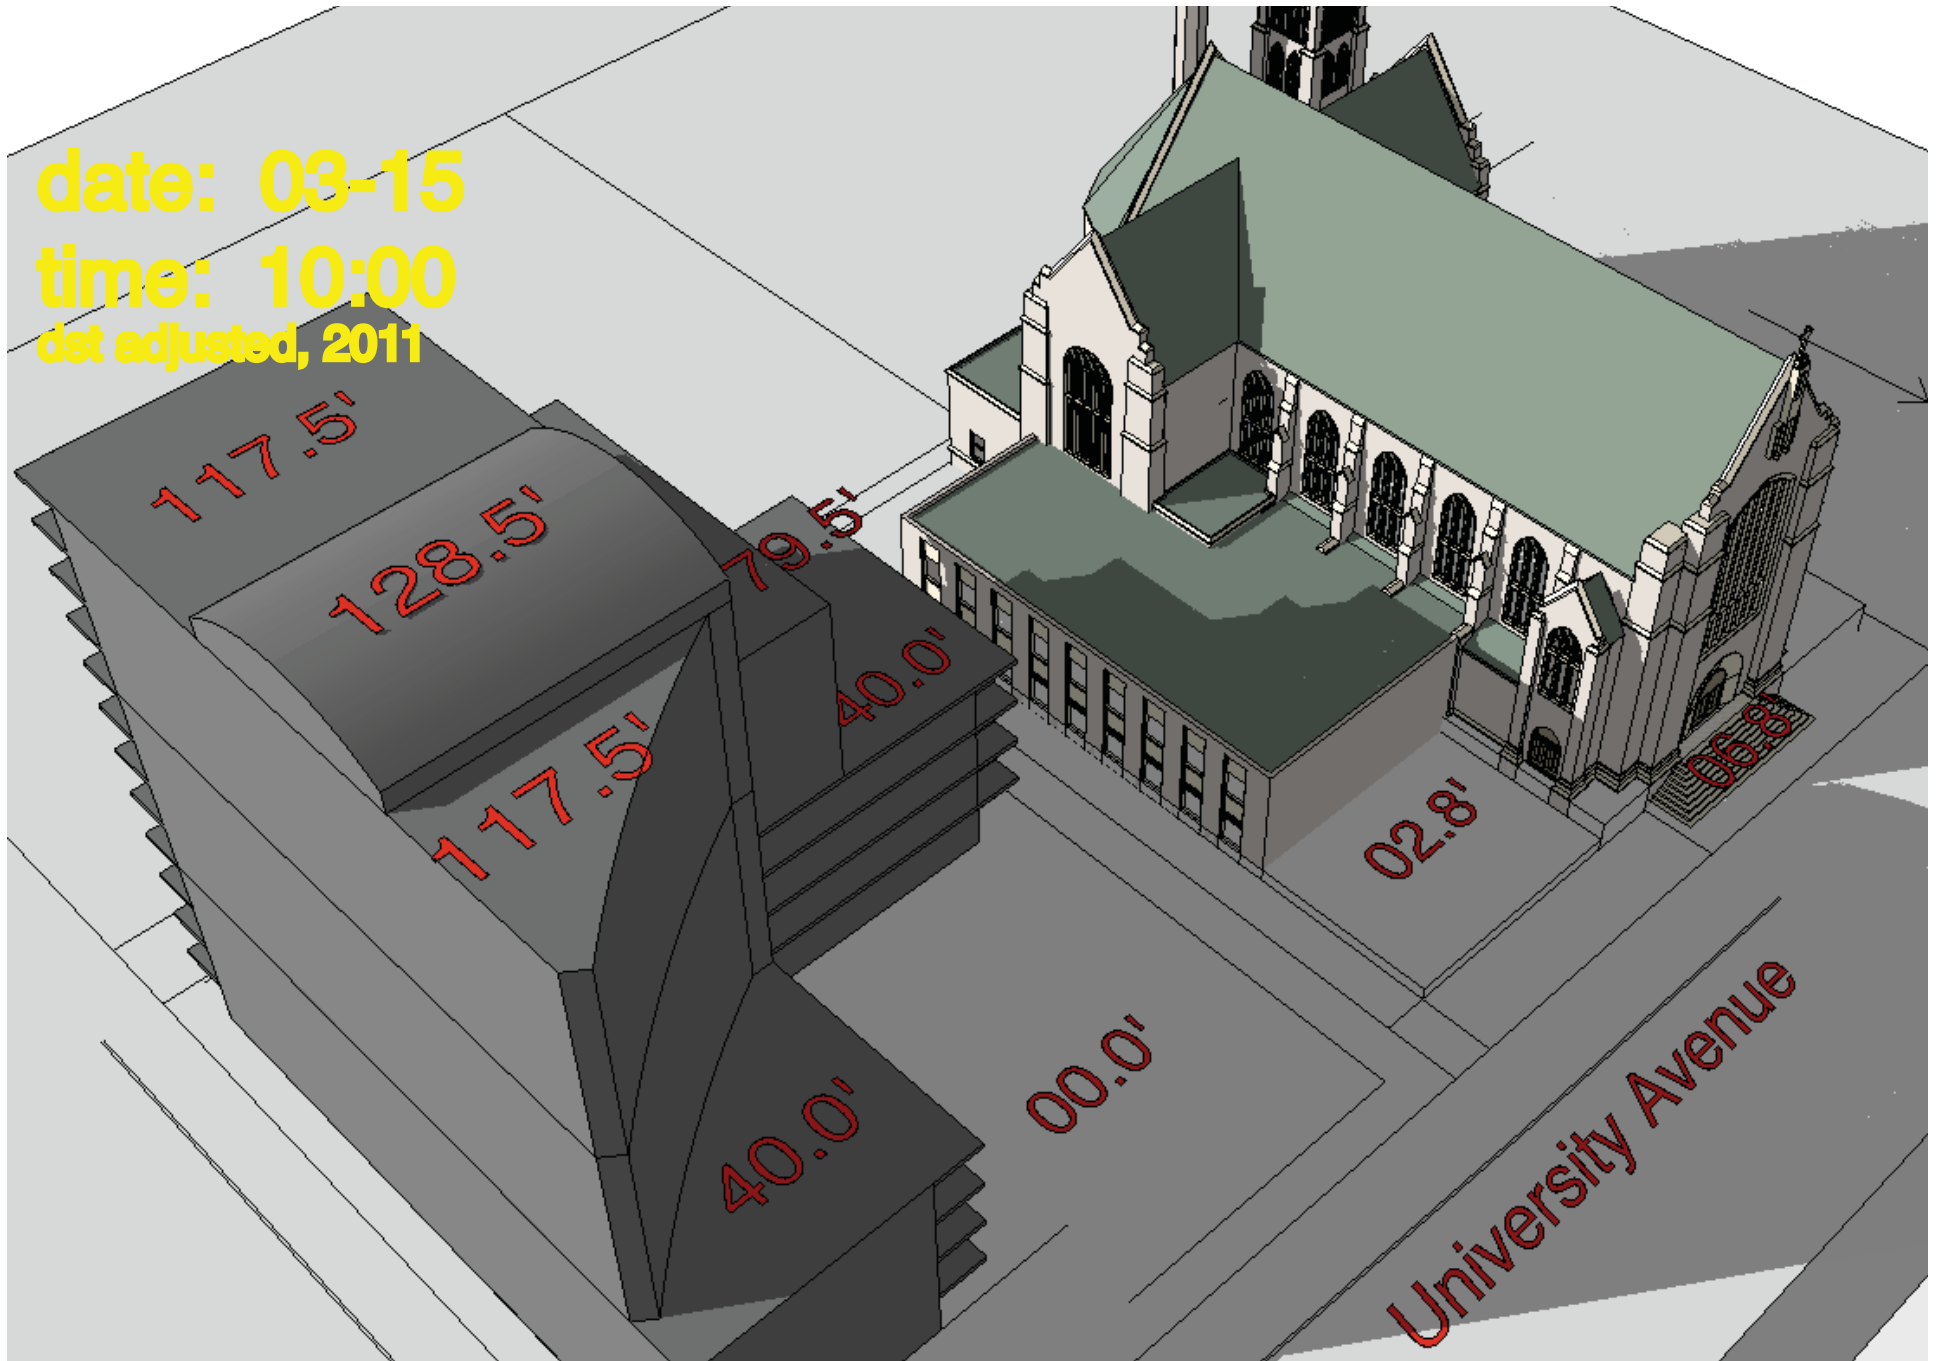 date: 03-15
time: 10:00
dst adjusted, 2011
117.5'
128.5'
79.5'
117.5'
40.0'
06.8'
02.8'
00.0'
40.0'
University Avenue